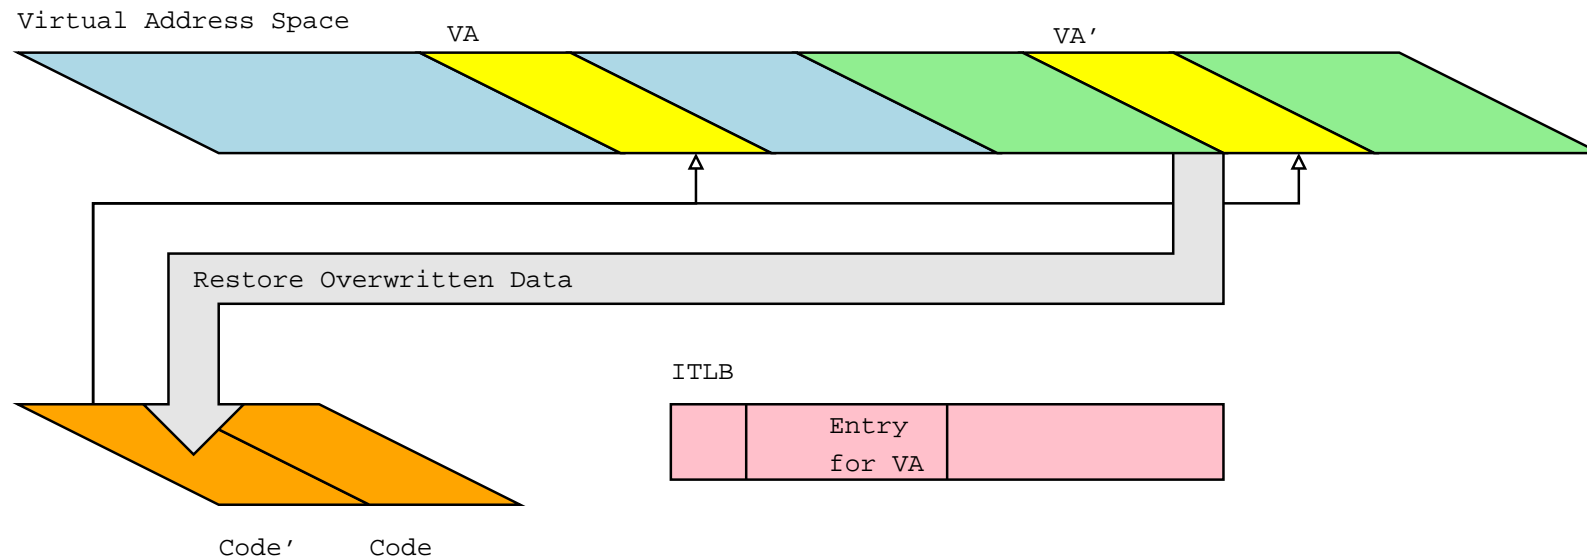 Virtual Address Space
VA
VA'
Restore Overwritten Data
ITLB
Entry
for VA
Code'
Code